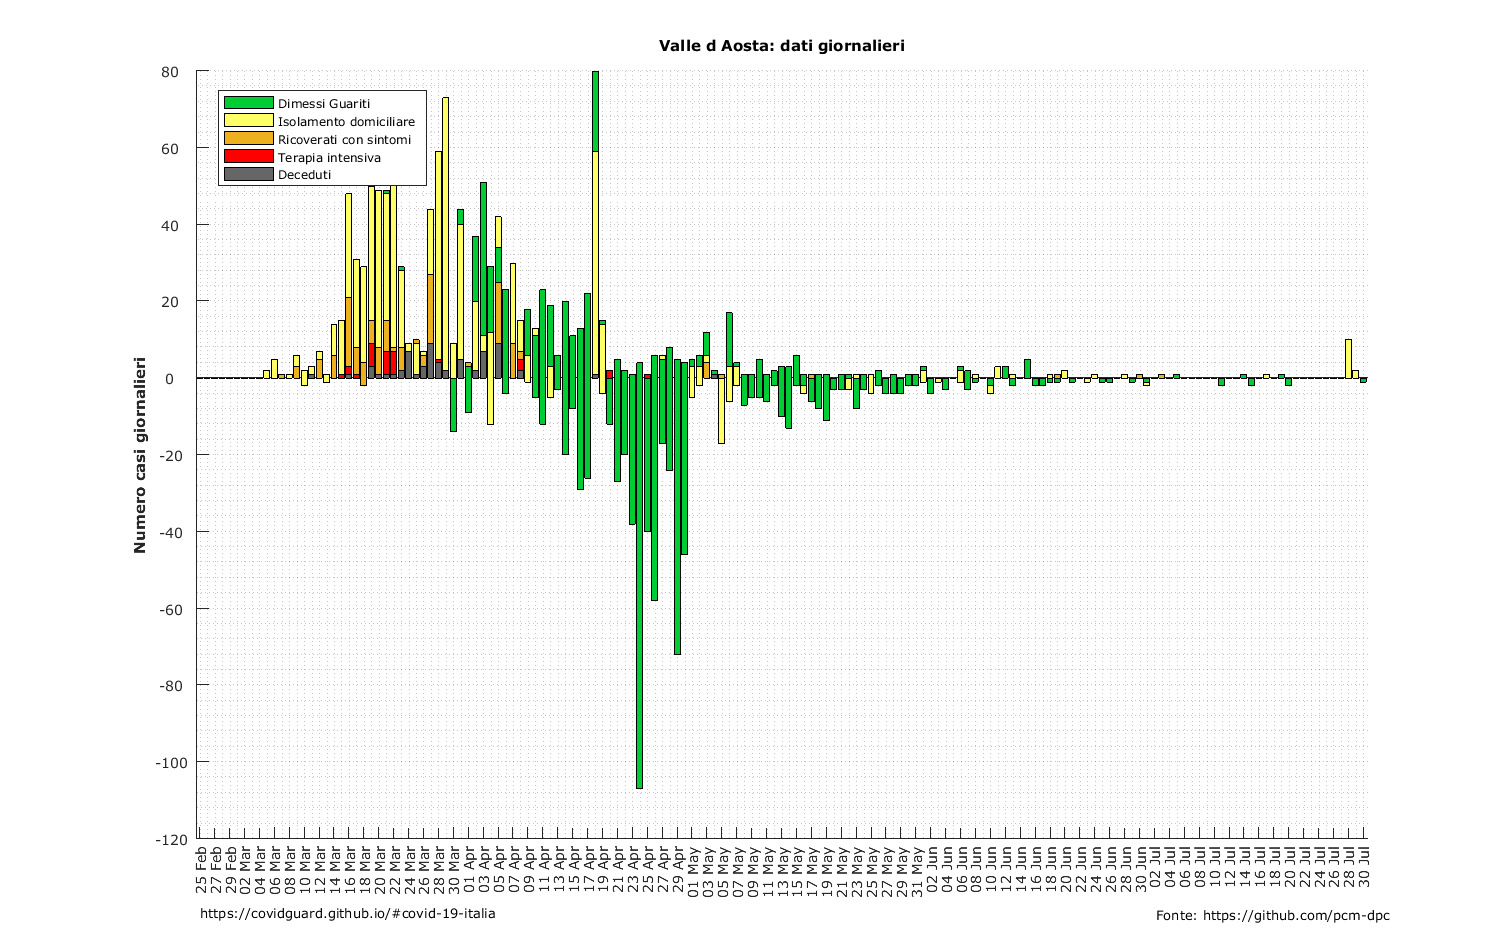 Valle d Aosta: dati giornalieri
80
60
40
20
0
-20
-40
-60
-80
-100
-120
Numero casi giornalieri
Dimessi Guariti
Isolamento domiciliare
Ricoverati con sintomi
Terapia intensiva
Deceduti
25 Feb
27 Feb
29 Feb
02 Mar
04 Mar
06 Mar
08 Mar
10 Mar
12 Mar
14 Mar
16 Mar
18 Mar
20 Mar
22 Mar
24 Mar
26 Mar
28 Mar
30 Mar
01 Apr
03 Apr
05 Apr
07 Apr
09 Apr
11 Apr
13 Apr
15 Apr
17 Apr
19 Apr
21 Apr
23 Apr
25 Apr
27 Apr
29 Apr
01 May
03 May
05 May
07 May
09 May
11 May
13 May
15 May
17 May
19 May
21 May
23 May
25 May
27 May
29 May
31 May
02 Jun
04 Jun
06 Jun
08 Jun
10 Jun
12 Jun
14 Jun
16 Jun
18 Jun
20 Jun
22 Jun
24 Jun
26 Jun
28 Jun
30 Jun
02 Jul
04 Jul
06 Jul
08 Jul
10 Jul
12 Jul
14 Jul
16 Jul
18 Jul
20 Jul
22 Jul
24 Jul
26 Jul
28 Jul
30 Jul
https://covidguard.github.io/#covid-19-italia
Fonte: https://github.com/pcm-dpc